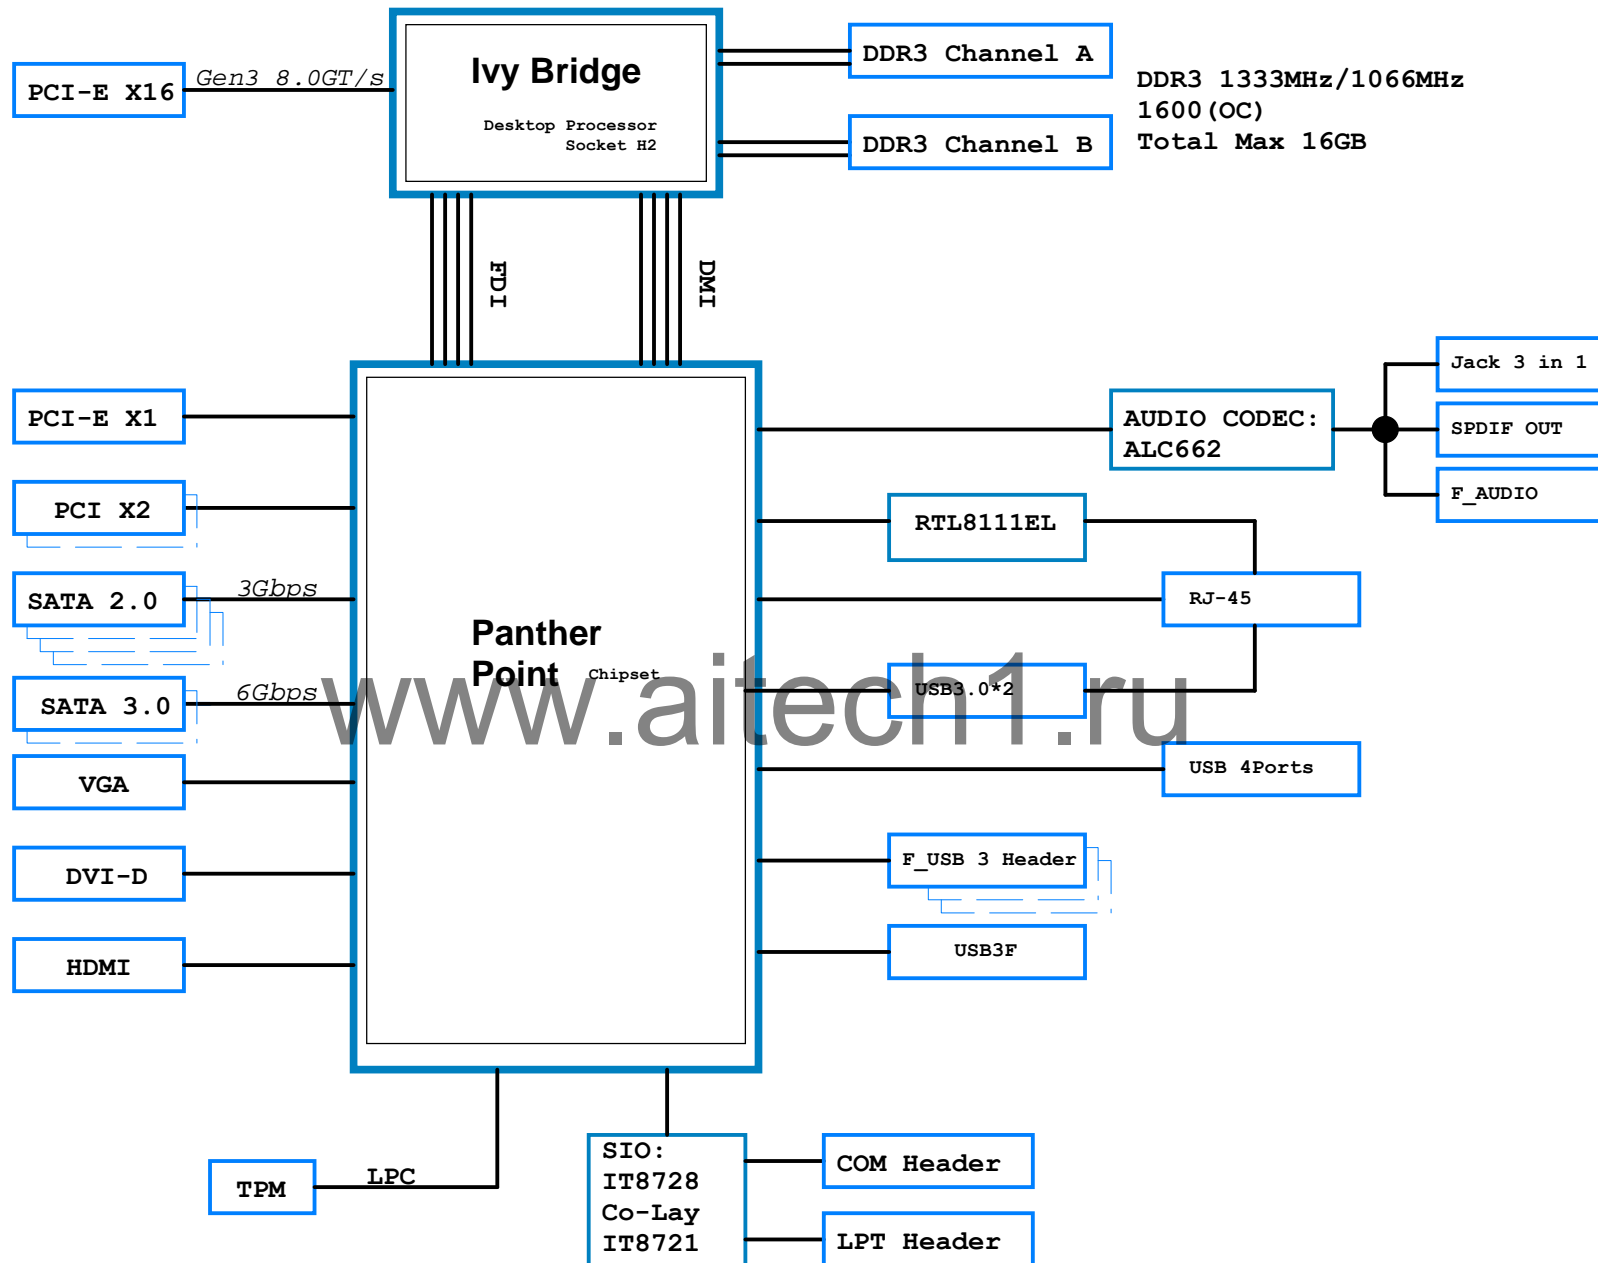 Ivy Bridge
Desktop Processor
Socket H2
PCI-E X16
Gen3 8.0GT/s
DDR3 Channel A
DDR3 Channel B
DDR3 1333MHz/1066MHz
1600(OC)
Total Max 16GB
FDI
DMI
PCI-E X1
PCI X2
SATA 2.0
3Gbps
SATA 3.0
6Gbps
VGA
DVI-D
HDMI
Panther
Point
Chipset
AUDIO CODEC:
ALC662
Jack 3 in 1
SPDIF OUT
F_AUDIO
RTL8111EL
RJ-45
USB3.0*2
USB 4Ports
F_USB 3 Header
USB3F
www.aitech1.ru
TPM
LPC
SIO:
IT8728
Co-Lay
IT8721
COM Header
LPT Header